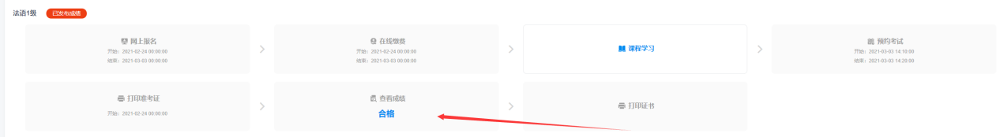 法语1级 已发布成绩
网上报名
开始：2021-02-24 00:00:00
结束：2021-03-03 00:00:00
在线缴费
开始：2021-02-24 00:00:00
结束：2021-03-03 00:00:00
课程学习
预约考试
开始：2021-03-03 14:10:00
结束：2021-03-03 14:20:00
打印准考证
开始：2021-02-24 00:00:00
查看成绩
合格
打印证书